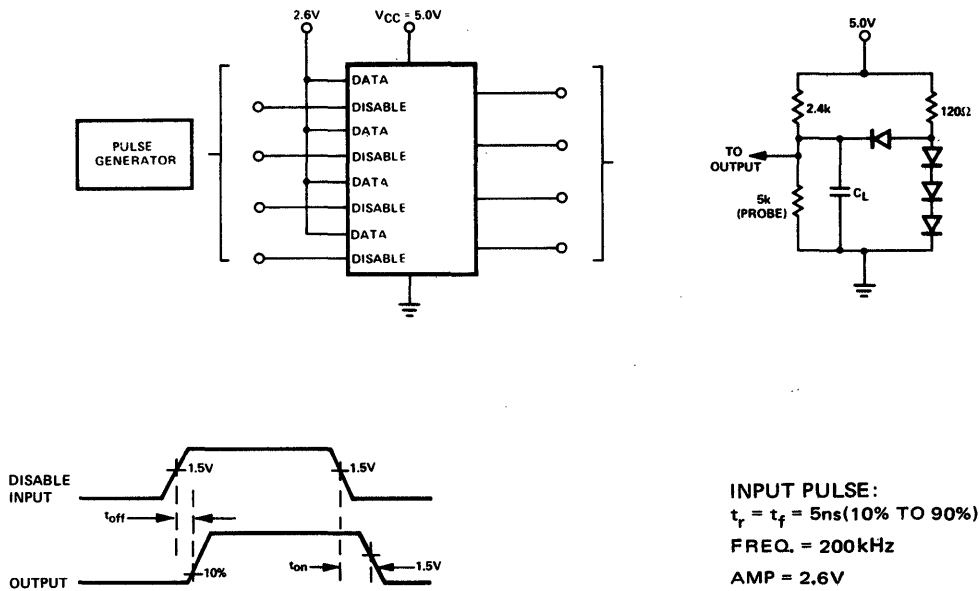 2.6V
VCC = 5.0V
5.0V
PULSE
GENERATOR
DATA
DISABLE
DATA
DISABLE
DATA
DISABLE
DATA
DISABLE
2.4k
120Ω
TO
OUTPUT
5k
(PROBE)
CL
DISABLE
INPUT
1.5V
1.5V
toff
OUTPUT
10%
ton
1.5V
INPUT PULSE:
tr = tf = 5ns(10% TO 90%)
FREQ. = 200kHz
AMP = 2.6V